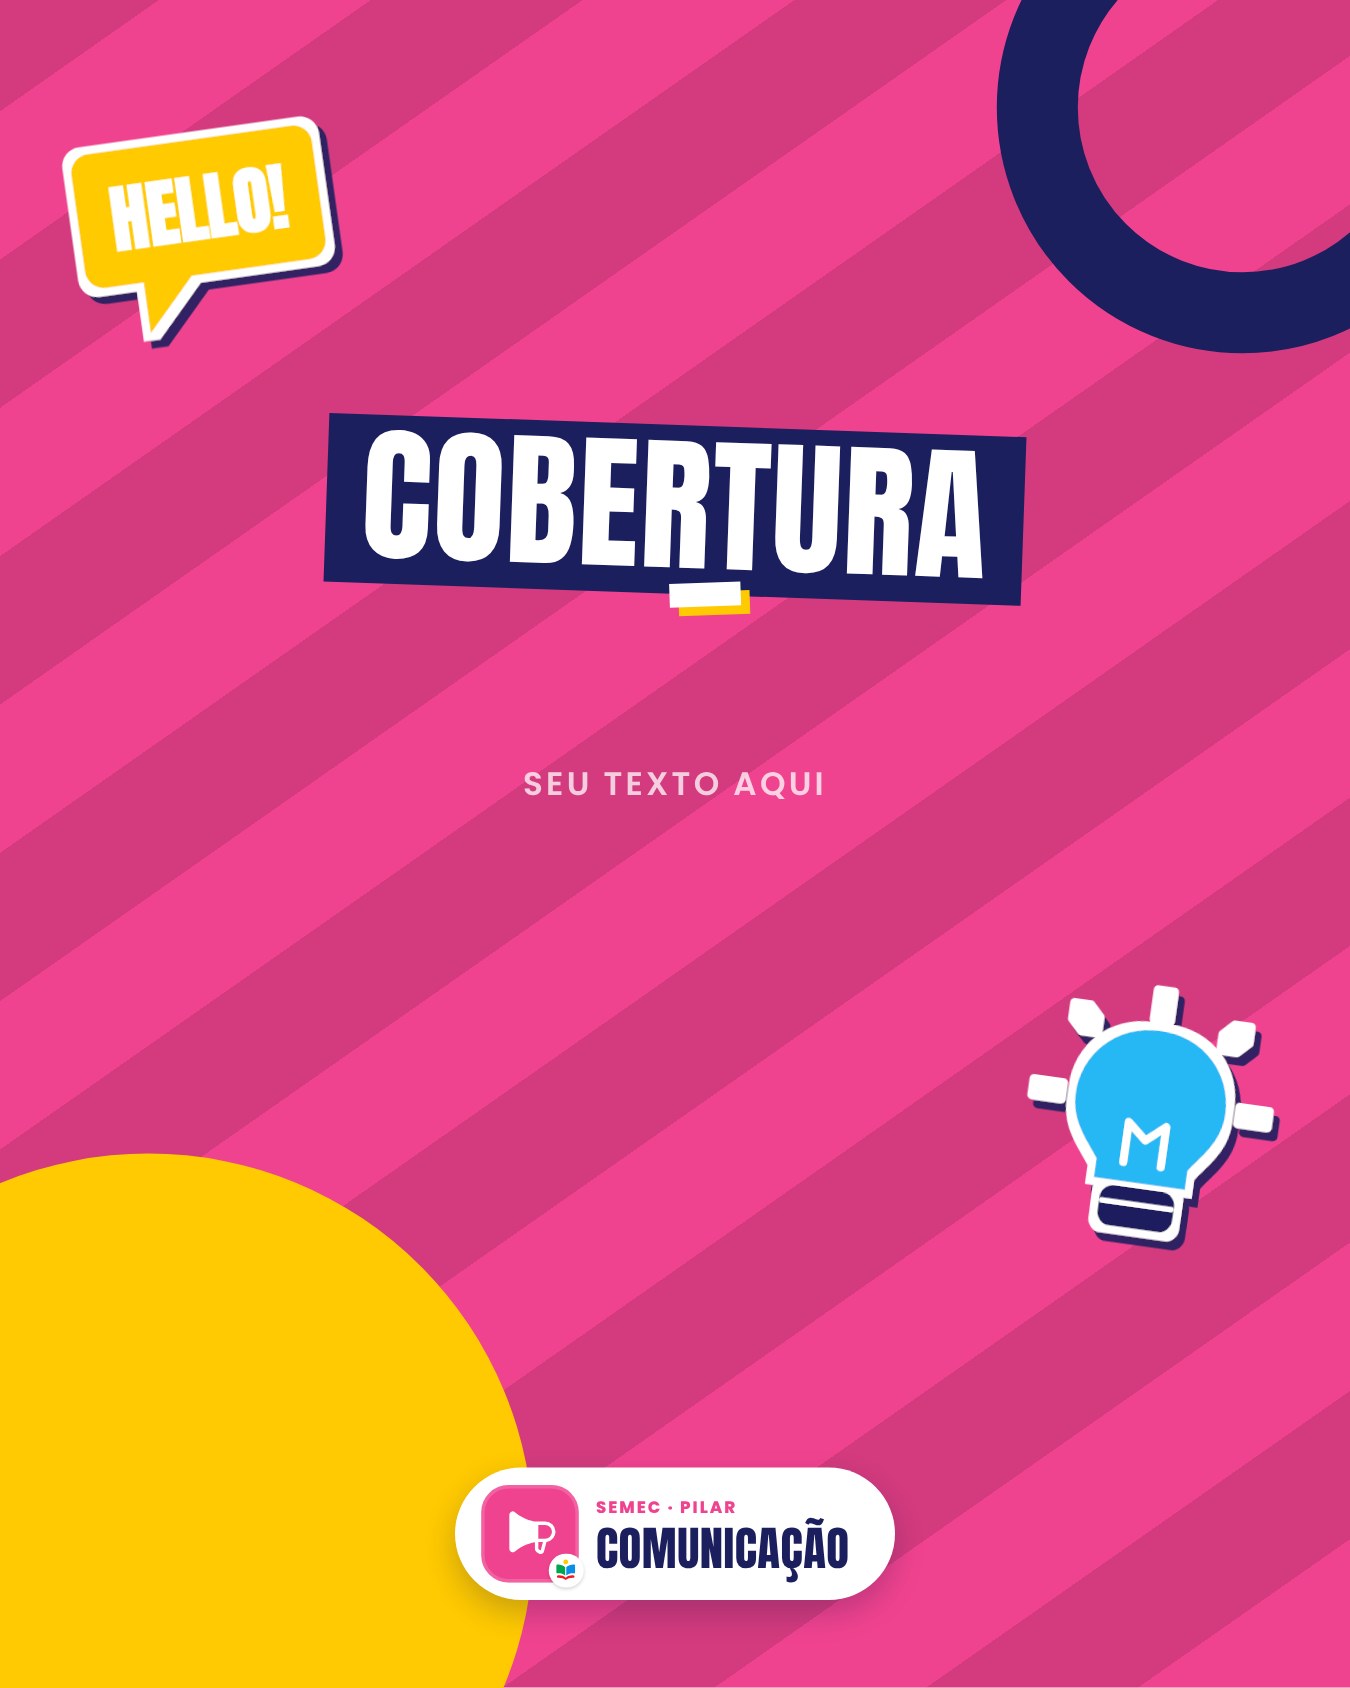 HELLO!
COBERTURA
SEU TEXTO AQUI
M
SEMEC · PILAR
COMUNICAÇÃO